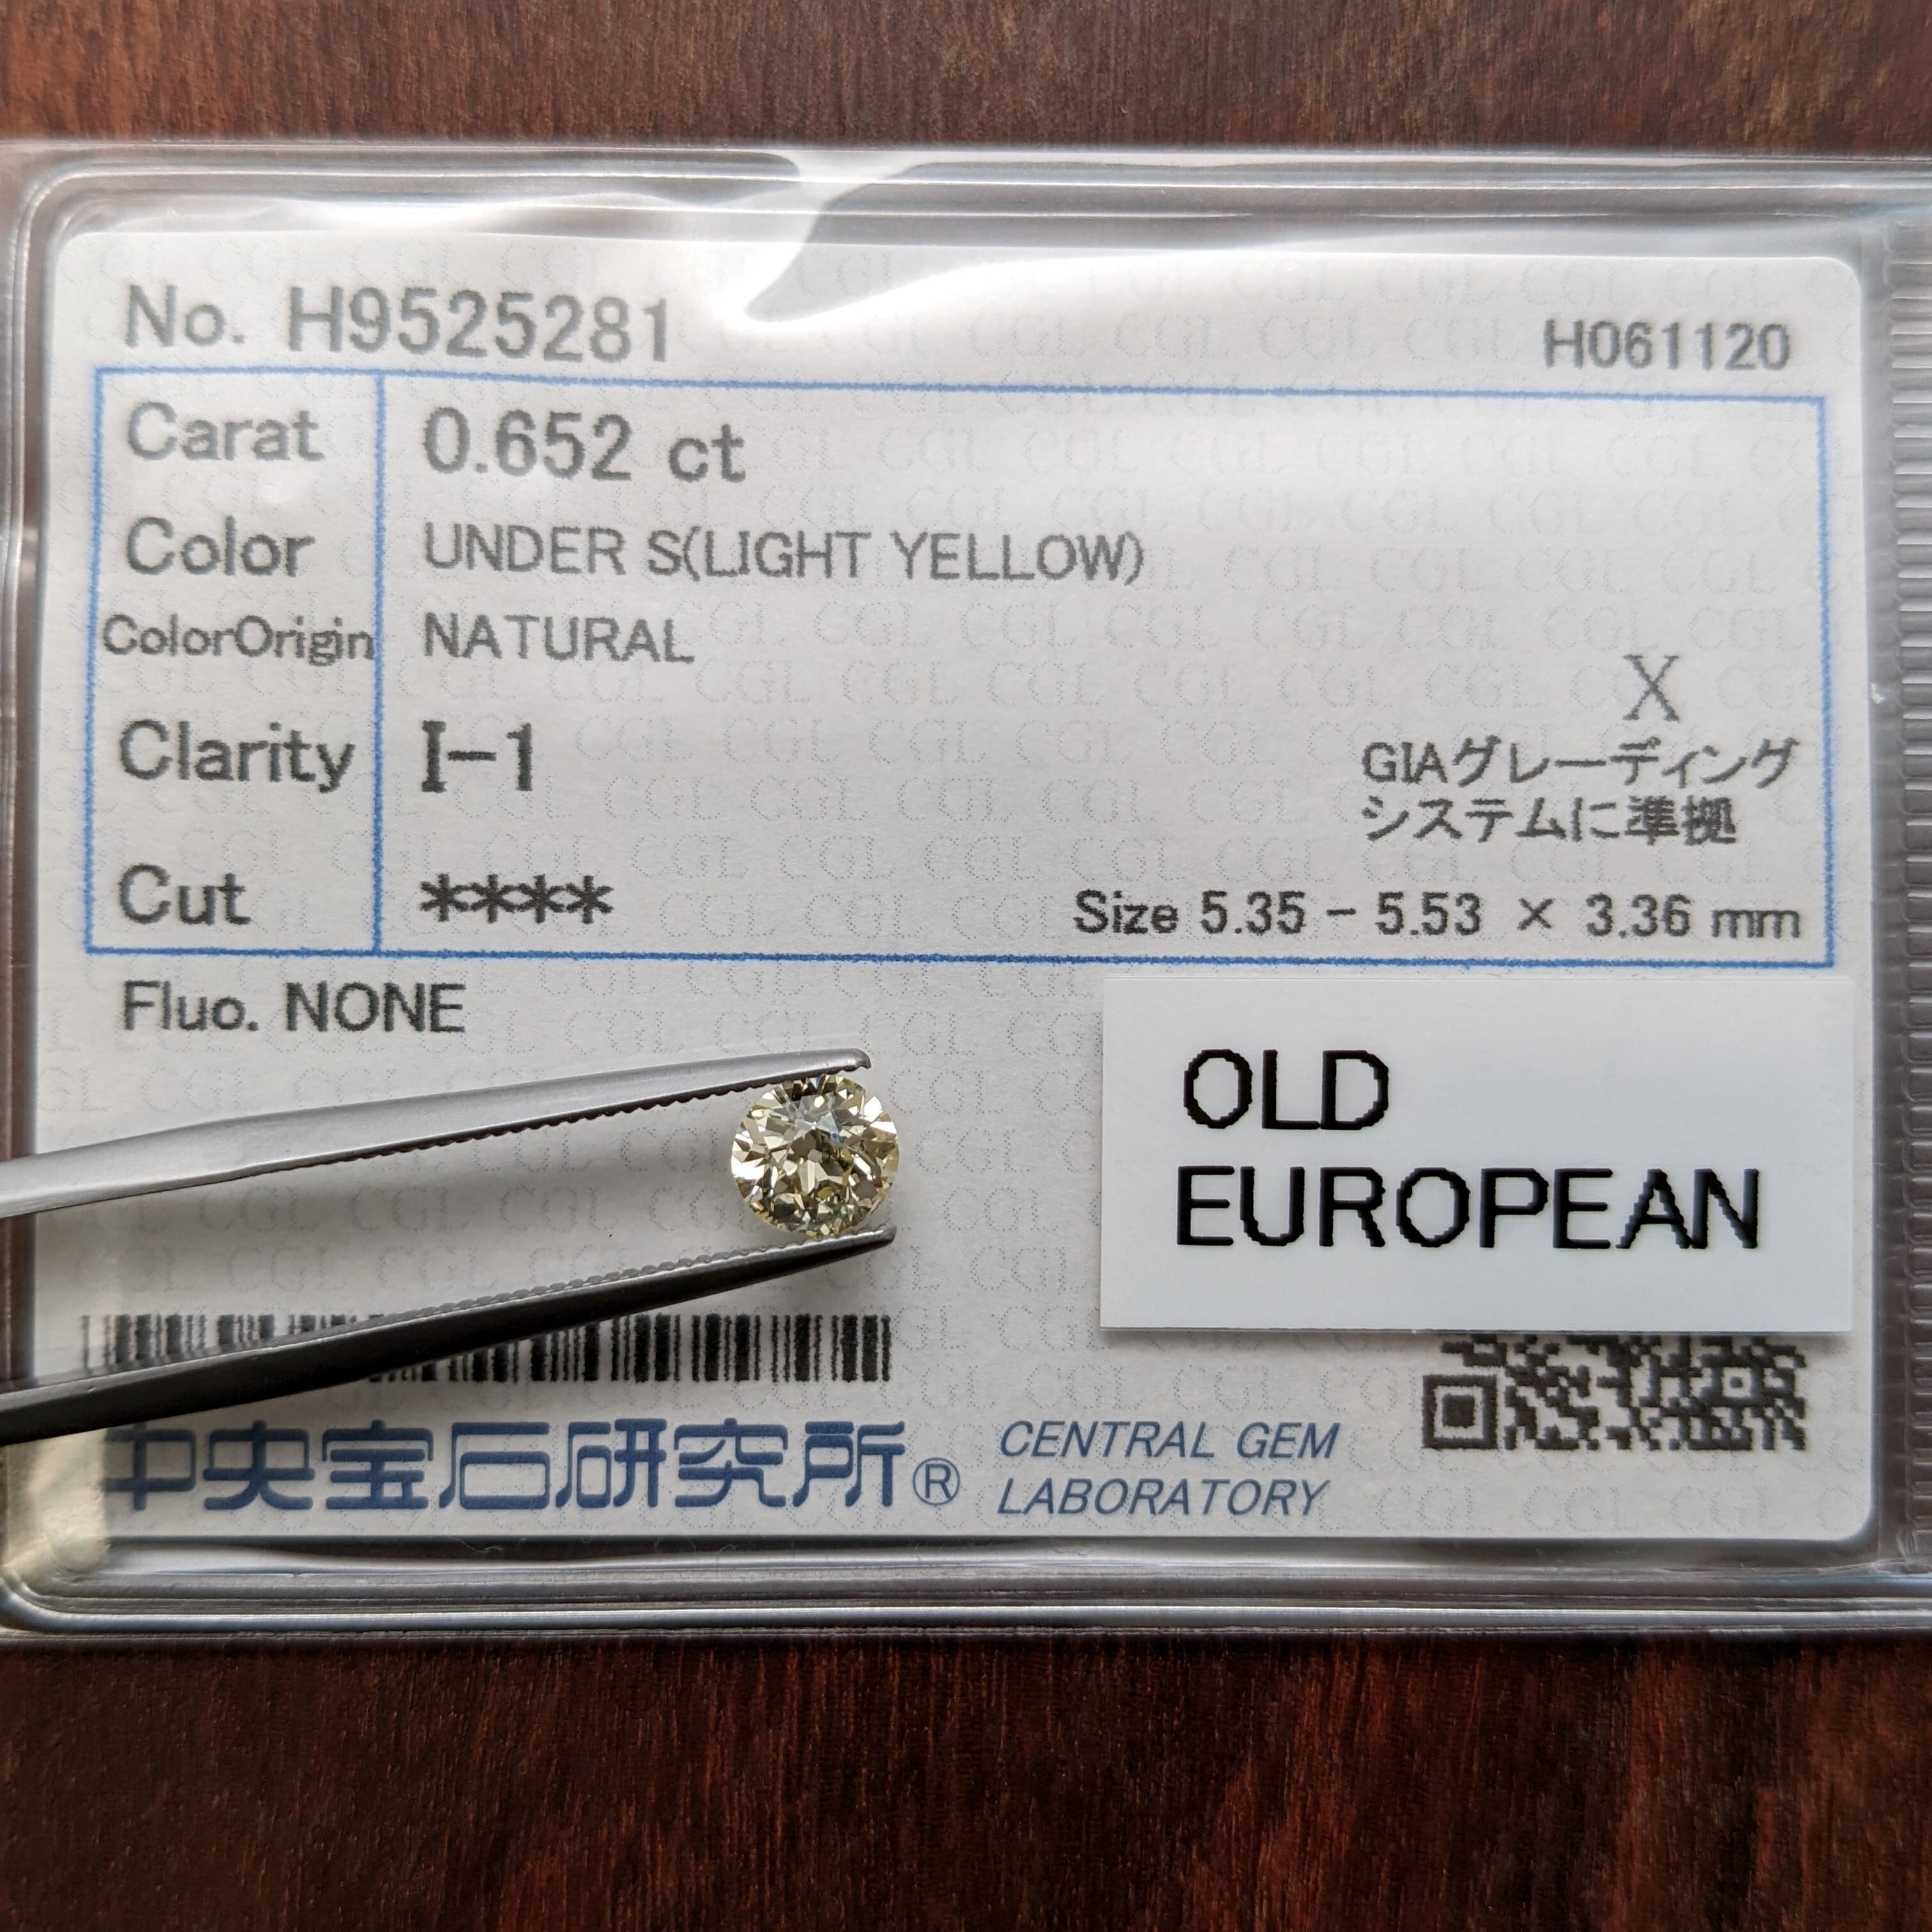 No. H9525281
H061120
Carat 0.652 ct
Color UNDER S(LIGHT YELLOW)
ColorOrigin NATURAL
X
Clarity I-1
GIAグレーディング
システムに準拠
Cut ****
Size 5.35 - 5.53 × 3.36 mm
Fluo. NONE
OLD
EUROPEAN
中央宝石研究所®
CENTRAL GEM
LABORATORY